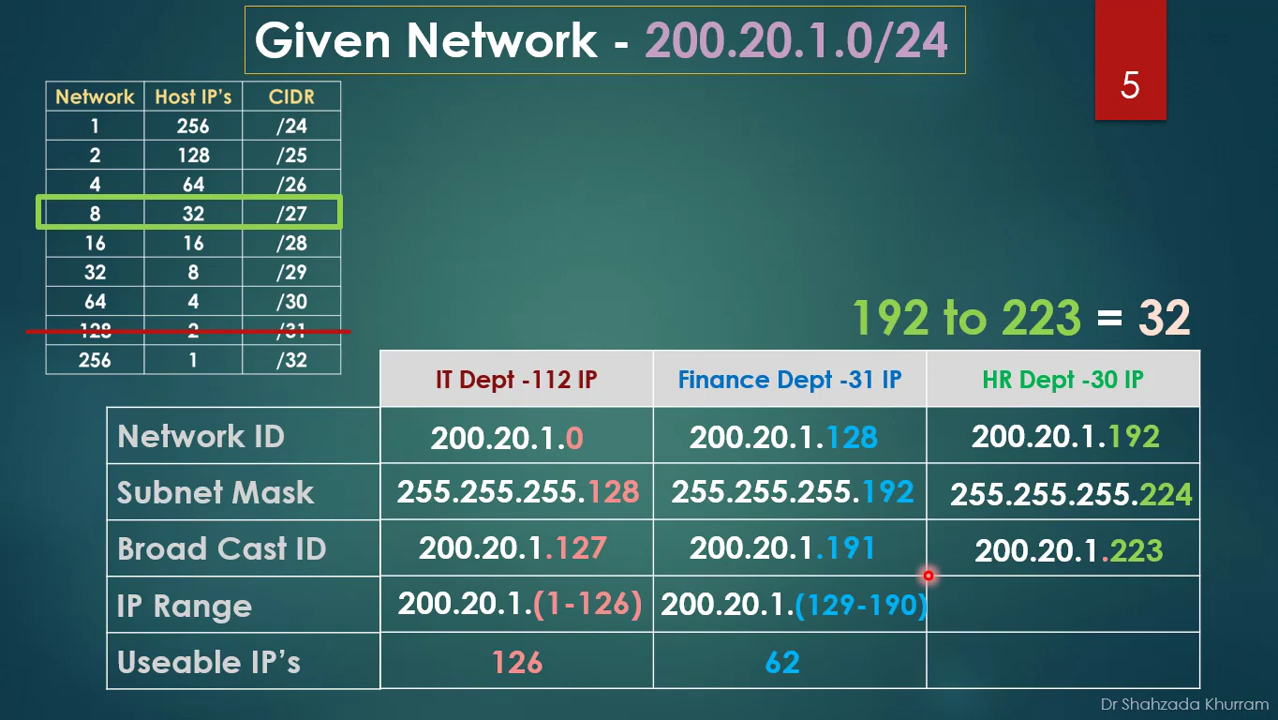 Given Network - 200.20.1.0/24
5
Network Host IP's CIDR
1 256 /24
2 128 /25
4 64 /26
8 32 /27
16 16 /28
32 8 /29
64 4 /30
128 2 /31
256 1 /32
192 to 223 = 32
IT Dept -112 IP Finance Dept -31 IP HR Dept -30 IP
Network ID 200.20.1.0 200.20.1.128 200.20.1.192
Subnet Mask 255.255.255.128 255.255.255.192 255.255.255.224
Broad Cast ID 200.20.1.127 200.20.1.191 200.20.1.223
IP Range 200.20.1.(1-126) 200.20.1.(129-190)
Useable IP's 126 62
Dr Shahzada Khurram